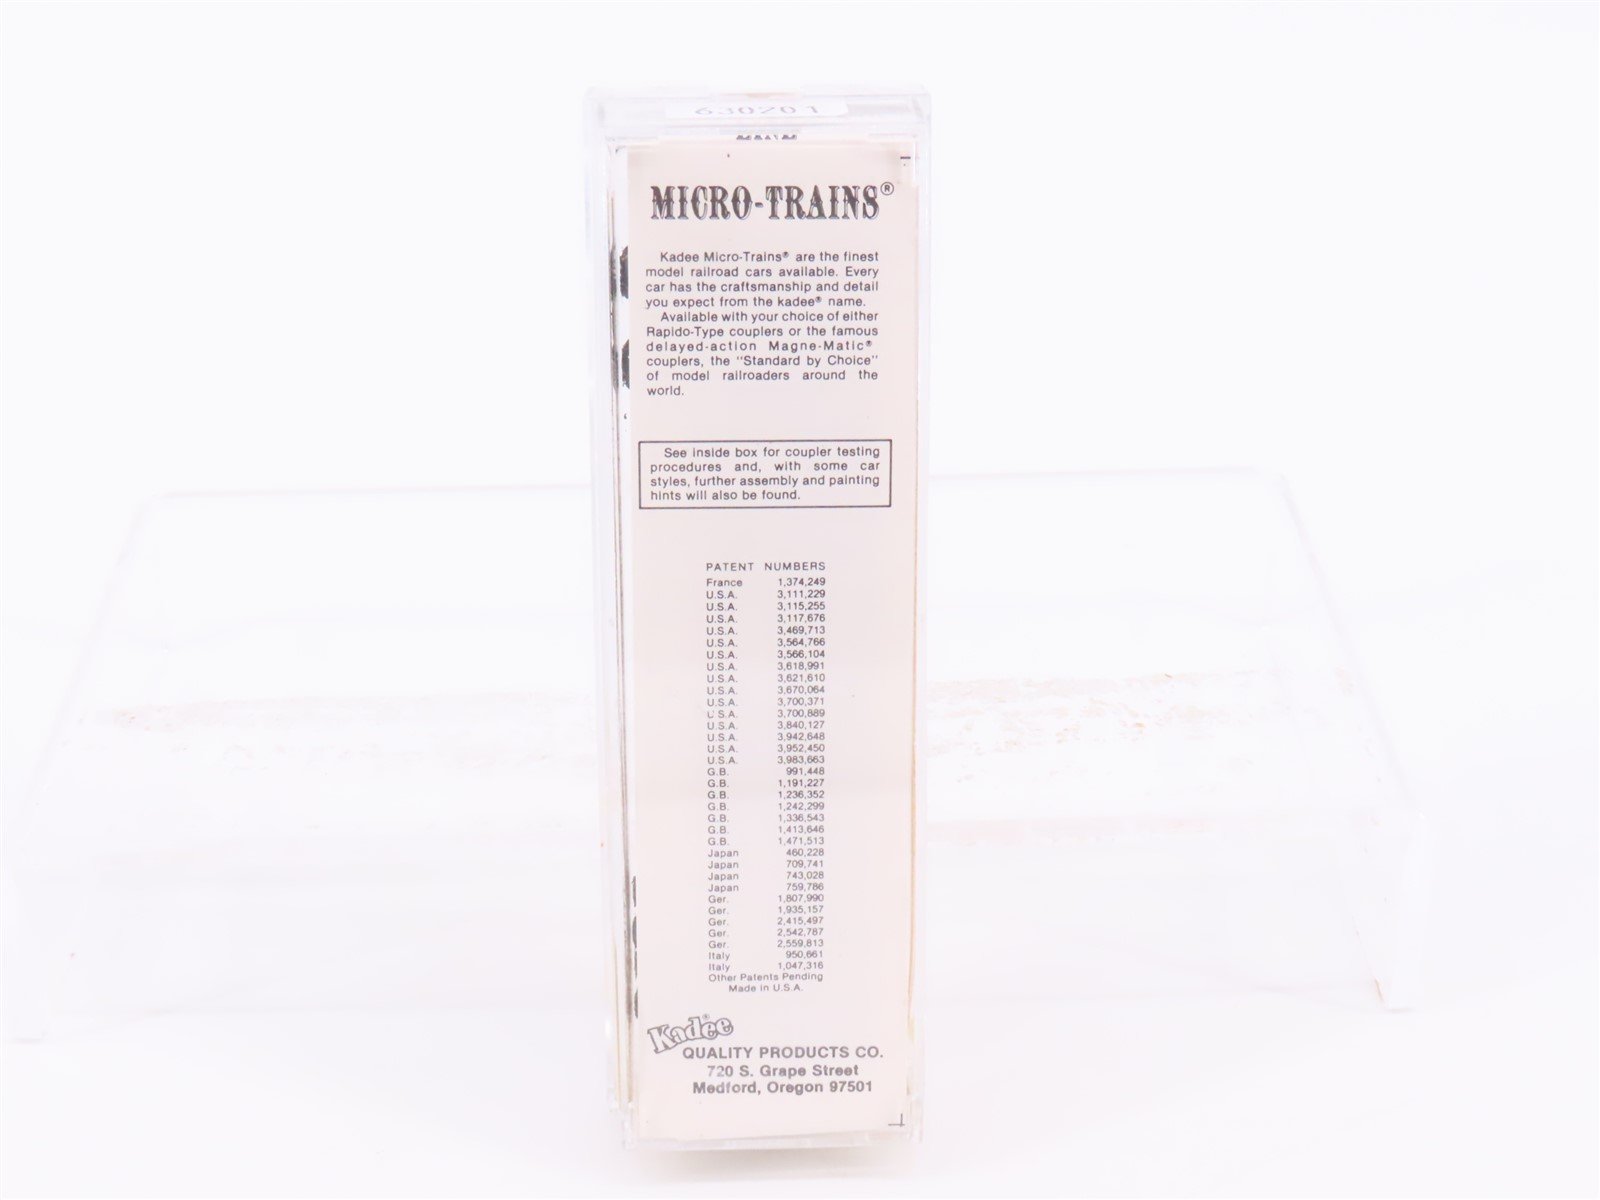 630201
LINE
MICRO-TRAINS®
Kadee Micro-Trains® are the finest
model railroad cars available. Every
car has the craftsmanship and detail
you expect from the kadee® name.
Available with your choice of either
Rapido-Type couplers or the famous
delayed-action Magne-Matic®
couplers, the "Standard by Choice"
of model railroaders around the
world.
See inside box for coupler testing
procedures and, with some car
styles, further assembly and painting
hints will also be found.
PATENT NUMBERS
France 1,374,249
U.S.A. 3,111,229
U.S.A. 3,115,255
U.S.A. 3,117,676
U.S.A. 3,469,713
U.S.A. 3,564,766
U.S.A. 3,566,104
U.S.A. 3,618,991
U.S.A. 3,621,610
U.S.A. 3,670,064
U.S.A. 3,700,371
U.S.A. 3,700,889
U.S.A. 3,840,127
U.S.A. 3,942,648
U.S.A. 3,952,450
U.S.A. 3,983,663
G.B. 991,448
G.B. 1,191,227
G.B. 1,236,352
G.B. 1,242,299
G.B. 1,336,543
G.B. 1,413,646
G.B. 1,471,513
Japan 460,228
Japan 709,741
Japan 743,028
Japan 759,786
Ger. 1,807,990
Ger. 1,935,157
Ger. 2,415,497
Ger. 2,542,787
Ger. 2,559,813
Italy 950,661
Italy 1,047,316
Other Patents Pending
Made in U.S.A.
Kadee®
QUALITY PRODUCTS CO.
720 S. Grape Street
Medford, Oregon 97501